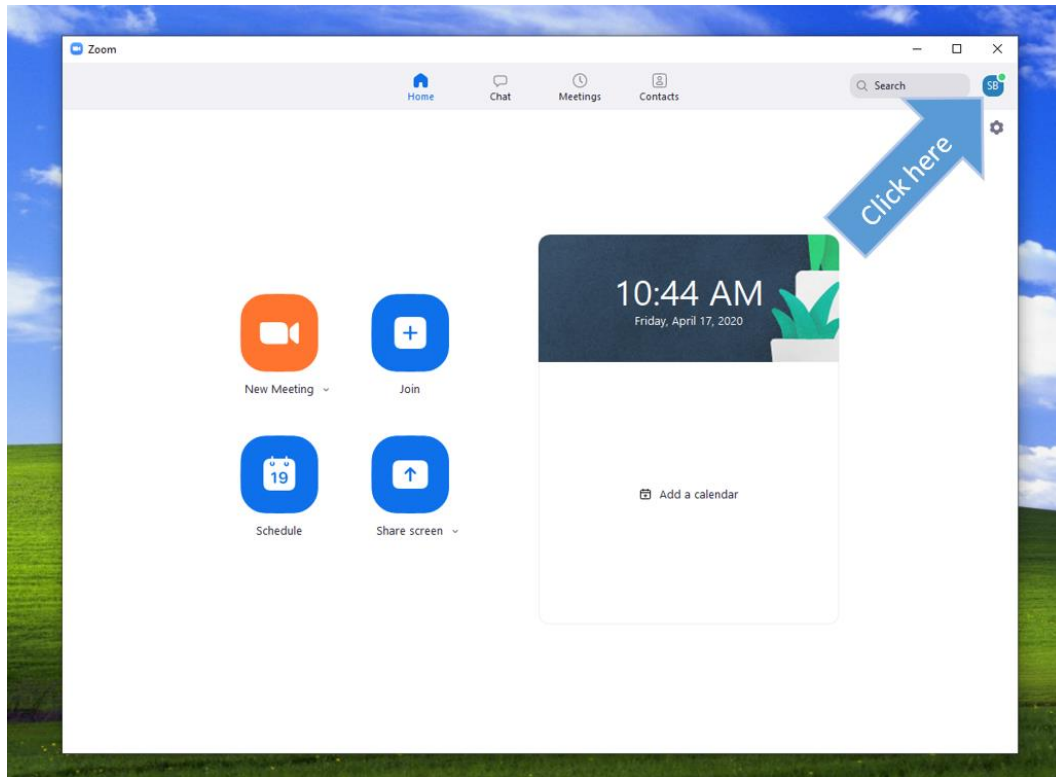 Zoom
Home
Chat
Meetings
Contacts
Search
SB
Click here
10:44 AM
Friday, April 17, 2020
New Meeting
Join
19
Schedule
Share screen
Add a calendar